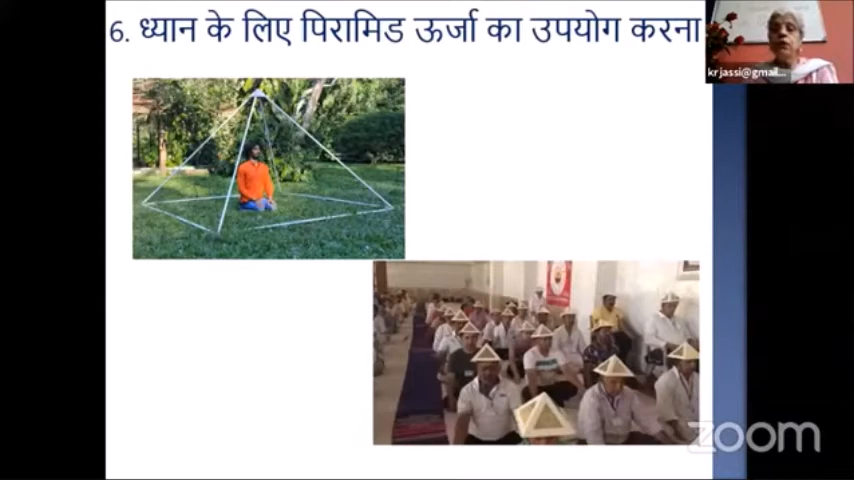 6. ध्यान के लिए पिरामिड ऊर्जा का उपयोग करना
krjassi@gmail...
zoom